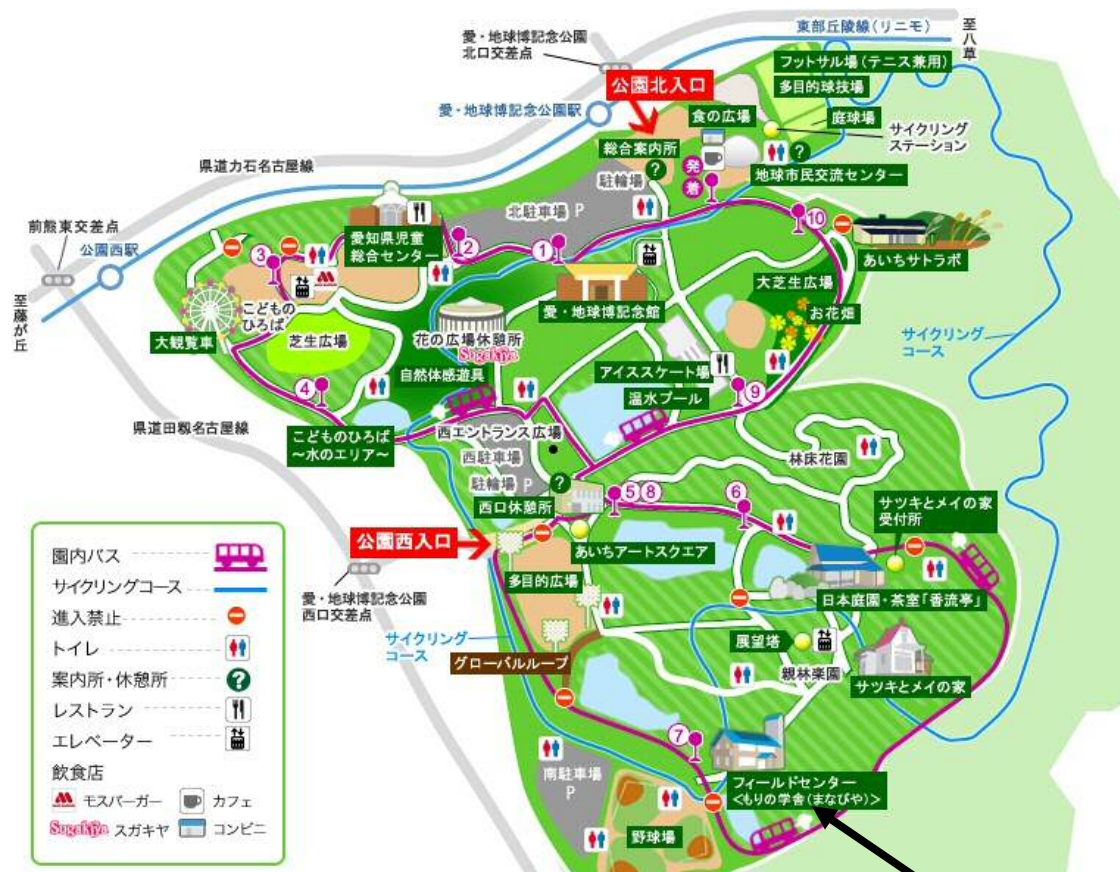 東部丘陵線(リニモ)
至八草
愛・地球博記念公園
北口交差点
フットサル場(テニス兼用)
多目的球技場
公園北入口
愛・地球博記念公園駅
食の広場
庭球場
サイクリング
ステーション
総合案内所
県道力石名古屋線
駐輪場
発
着
地球市民交流センター
北駐車場 P
前熊東交差点
公園西駅
愛知県児童
総合センター
3
2
1
10
あいちサトラボ
至藤が丘
こどもの
ひろば
MOS BURGER
愛・地球博記念館
大芝生広場
お花畑
大観覧車
芝生広場
花の広場休憩所
Sugakiya
サイクリング
コース
アイススケート場
自然体感遊具
4
9
温水プール
県道田籾名古屋線
こどものひろば
〜水のエリア〜
西エントランス広場
西駐車場
駐輪場 P
林床花園
西口休憩所
5 8
6
サツキとメイの家
受付所
公園西入口
あいちアートスクエア
多目的広場
愛・地球博記念公園
西口交差点
日本庭園・茶室「香流亭」
サイクリング
コース
展望塔
グローバルループ
親林楽園
サツキとメイの家
7
南駐車場
P
フィールドセンター
<もりの学舎(まなびや)>
野球場
園内バス
サイクリングコース
進入禁止
トイレ
案内所・休憩所
レストラン
エレベーター
飲食店
モスバーガー
カフェ
Sugakiya スガキヤ
コンビニ